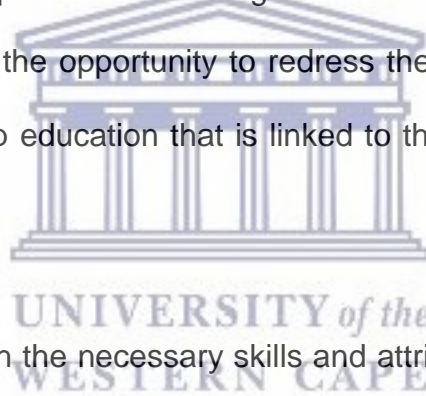 the opportunity to redress the
education that is linked to th
UNIVERSITY of the
the necessary skills and attri
WESTERN CAPE